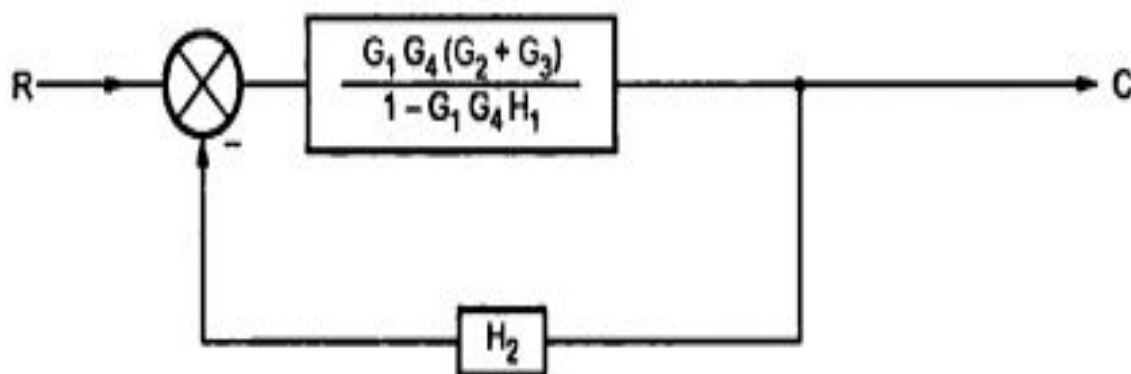 R
G₁ G₄ (G₂ + G₃)
1 – G₁ G₄ H₁
C
–
H₂